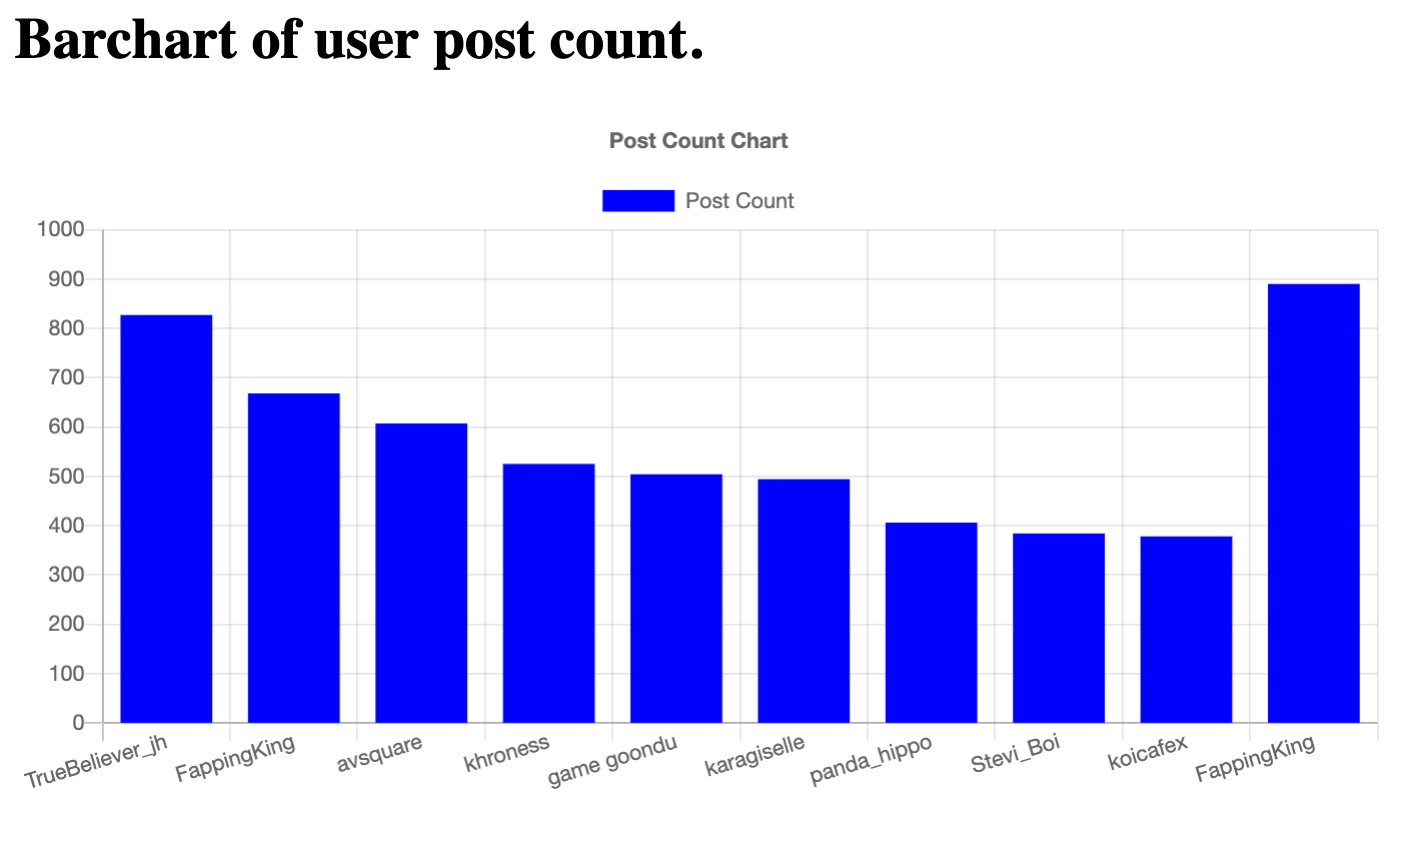 Barchart of user post count.
Post Count Chart
Post Count
1000
900
800
700
600
500
400
300
200
100
0
TrueBeliever_jh
FappingKing
avsquare
khroness
game goondu
karagiselle
panda_hippo
Stevi_Boi
koicafex
FappingKing